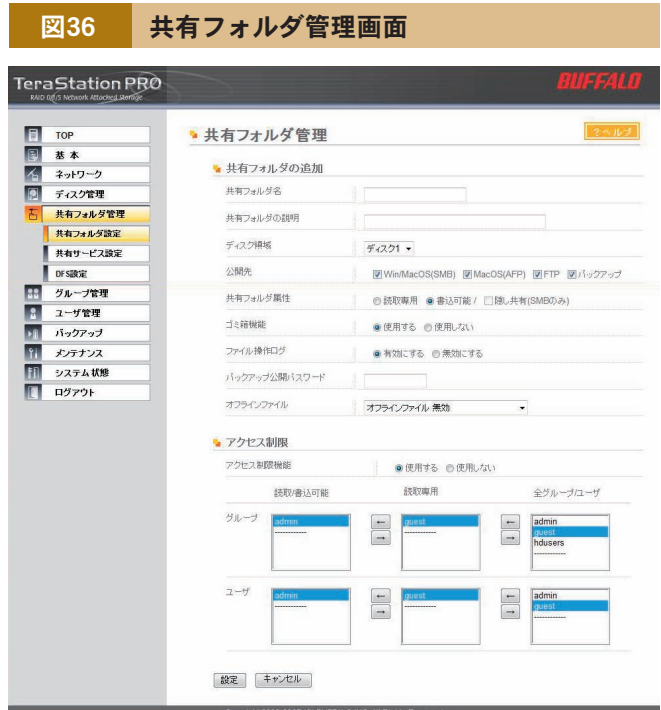 図36 共有フォルダ管理画面
TeraStation PRO BUFFALO
RAID 0/1/5 Network Attached Storage
TOP
基本
ネットワーク
ディスク管理
共有フォルダ管理
共有フォルダ設定
共有サービス設定
DFS設定
グループ管理
ユーザ管理
バックアップ
メンテナンス
システム状態
ログアウト
共有フォルダ管理 ?ヘルプ
共有フォルダの追加
共有フォルダ名
共有フォルダの説明
ディスク領域 ディスク1
公開先 Win/MacOS(SMB) MacOS(AFP) FTP バックアップ
共有フォルダ属性 読取専用 書込可能 / 隠し共有(SMBのみ)
ゴミ箱機能 使用する 使用しない
ファイル操作ログ 有効にする 無効にする
バックアップ公開パスワード
オフラインファイル オフラインファイル 無効
アクセス制限
アクセス制限機能 使用する 使用しない
読取/書込可能 読取専用 全グループ/ユーザ
グループ admin ← guest ← admin
------------ → ------------ → guest
hdusers
------------
ユーザ admin ← guest ← admin
------------ → ------------ → guest
------------
設定 キャンセル